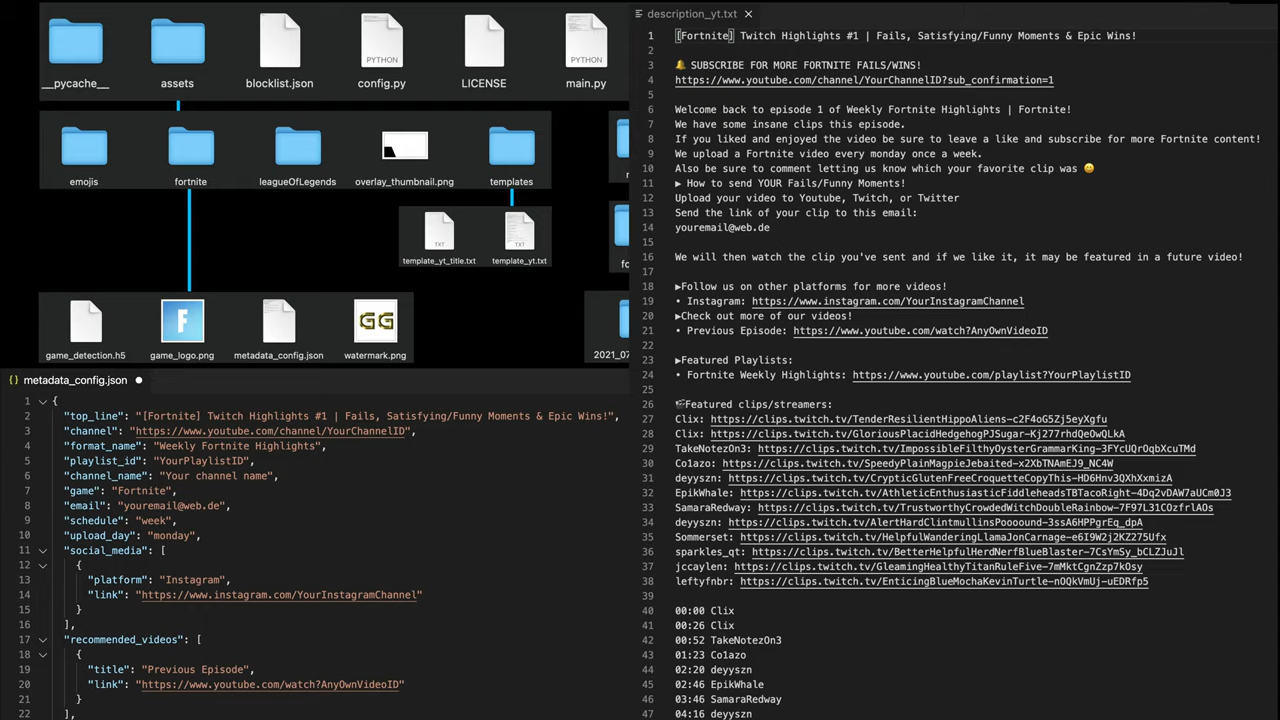 __pycache__
assets
blocklist.json
config.py
LICENSE
main.py
PYTHON
PYTHON
emojis
fortnite
leagueOfLegends
overlay_thumbnail.png
templates
TXT
TXT
template_yt_title.txt
template_yt.txt
F
GG
game_detection.h5
game_logo.png
metadata_config.json
watermark.png
2021_07
{} metadata_config.json ●
1 {
2 "top_line": "[Fortnite] Twitch Highlights #1 | Fails, Satisfying/Funny Moments & Epic Wins!",
3 "channel": "https://www.youtube.com/channel/YourChannelID",
4 "format_name": "Weekly Fortnite Highlights",
5 "playlist_id": "YourPlaylistID",
6 "channel_name": "Your channel name",
7 "game": "Fortnite",
8 "email": "youremail@web.de",
9 "schedule": "week",
10 "upload_day": "monday",
11 "social_media": [
12 {
13 "platform": "Instagram",
14 "link": "https://www.instagram.com/YourInstagramChannel"
15 }
16 ],
17 "recommended_videos": [
18 {
19 "title": "Previous Episode",
20 "link": "https://www.youtube.com/watch?AnyOwnVideoID"
21 }
22 ],
description_yt.txt ×
1 [Fortnite] Twitch Highlights #1 | Fails, Satisfying/Funny Moments & Epic Wins!
2
3 🔔 SUBSCRIBE FOR MORE FORTNITE FAILS/WINS!
4 https://www.youtube.com/channel/YourChannelID?sub_confirmation=1
5
6 Welcome back to episode 1 of Weekly Fortnite Highlights | Fortnite!
7 We have some insane clips this episode.
8 If you liked and enjoyed the video be sure to leave a like and subscribe for more Fortnite content!
9 We upload a Fortnite video every monday once a week.
10 Also be sure to comment letting us know which your favorite clip was 😀
11 ▶ How to send YOUR Fails/Funny Moments!
12 Upload your video to Youtube, Twitch, or Twitter
13 Send the link of your clip to this email:
14 youremail@web.de
15
16 We will then watch the clip you've sent and if we like it, it may be featured in a future video!
17
18 ▶Follow us on other platforms for more videos!
19 • Instagram: https://www.instagram.com/YourInstagramChannel
20 ▶Check out more of our videos!
21 • Previous Episode: https://www.youtube.com/watch?AnyOwnVideoID
22
23 ▶Featured Playlists:
24 • Fortnite Weekly Highlights: https://www.youtube.com/playlist?YourPlaylistID
25
26 🎬Featured clips/streamers:
27 Clix: https://clips.twitch.tv/TenderResilientHippoAliens-c2F4oG5Zj5eyXgfu
28 Clix: https://clips.twitch.tv/GloriousPlacidHedgehogPJSugar-Kj277rhdQeOwQLkA
29 TakeNotezOn3: https://clips.twitch.tv/ImpossibleFilthyOysterGrammarKing-3FYcUrOqbXcuTMd
30 Co1azo: https://clips.twitch.tv/SpeedyPlainMagpieJebaited-x2XbTNAmEJ9_NC4W
31 deyyszn: https://clips.twitch.tv/CrypticGlutenFreeCroquetteCopyThis-HD6Hnv3QXhXxmizA
32 EpikWhale: https://clips.twitch.tv/AthleticEnthusiasticFiddleheadsTBTacoRight-4Dq2vDAW7aUCm0J3
33 SamaraRedway: https://clips.twitch.tv/TrustworthyCrowdedWitchDoubleRainbow-7F97L31COzfrlAOs
34 deyyszn: https://clips.twitch.tv/AlertHardClintmullinsPoooound-3ssA6HPPgrEq_dpA
35 Sommerset: https://clips.twitch.tv/HelpfulWanderingLlamaJonCarnage-e6I9W2j2KZ275Ufx
36 sparkles_qt: https://clips.twitch.tv/BetterHelpfulHerdNerfBlueBlaster-7CsYmSy_bCLZJuJl
37 jccaylen: https://clips.twitch.tv/GleamingHealthyTitanRuleFive-7mMktCgnZzp7kOsy
38 leftyfnbr: https://clips.twitch.tv/EnticingBlueMochaKevinTurtle-nOQkVmUj-uEDRfp5
39
40 00:00 Clix
41 00:26 Clix
42 00:52 TakeNotezOn3
43 01:23 Co1azo
44 02:20 deyyszn
45 02:46 EpikWhale
46 03:46 SamaraRedway
47 04:16 deyyszn